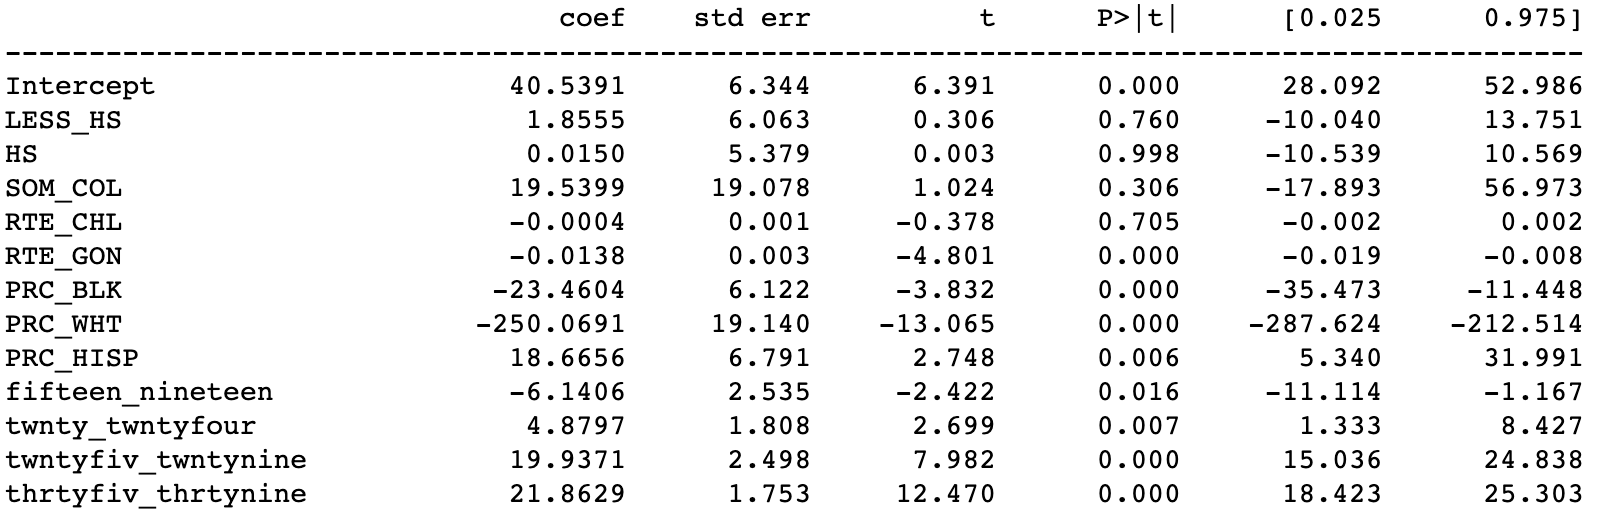 coef std err t P>|t| [0.025 0.975]
------------------------------------------------------------------------------------------------
Intercept 40.5391 6.344 6.391 0.000 28.092 52.986
LESS_HS 1.8555 6.063 0.306 0.760 -10.040 13.751
HS 0.0150 5.379 0.003 0.998 -10.539 10.569
SOM_COL 19.5399 19.078 1.024 0.306 -17.893 56.973
RTE_CHL -0.0004 0.001 -0.378 0.705 -0.002 0.002
RTE_GON -0.0138 0.003 -4.801 0.000 -0.019 -0.008
PRC_BLK -23.4604 6.122 -3.832 0.000 -35.473 -11.448
PRC_WHT -250.0691 19.140 -13.065 0.000 -287.624 -212.514
PRC_HISP 18.6656 6.791 2.748 0.006 5.340 31.991
fifteen_nineteen -6.1406 2.535 -2.422 0.016 -11.114 -1.167
twnty_twntyfour 4.8797 1.808 2.699 0.007 1.333 8.427
twntyfiv_twntynine 19.9371 2.498 7.982 0.000 15.036 24.838
thrtyfiv_thrtynine 21.8629 1.753 12.470 0.000 18.423 25.303